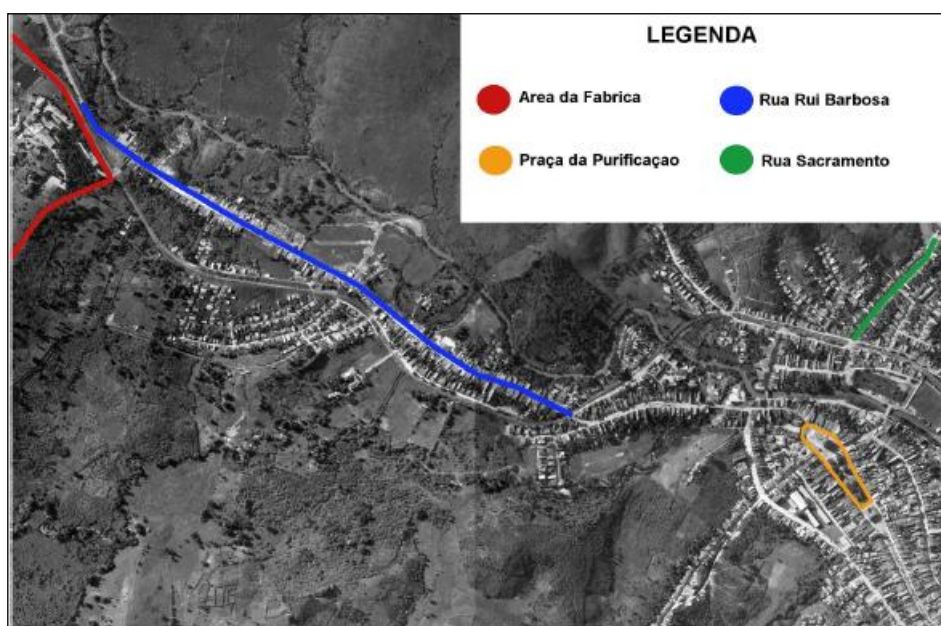 LEGENDA
Area da Fabrica
Rua Rui Barbosa
Praça da Purificaçao
Rua Sacramento